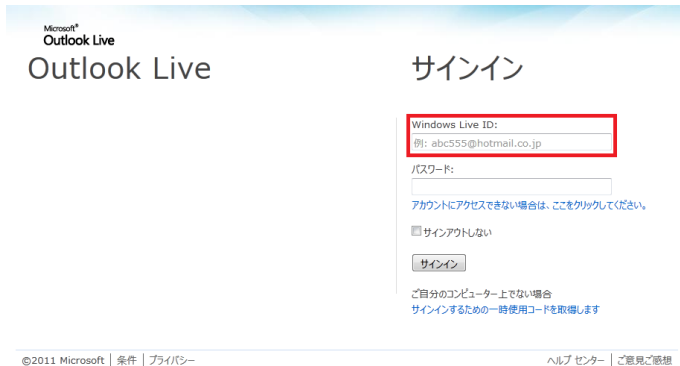 Microsoft®
Outlook Live
Outlook Live
サインイン
Windows Live ID:
例: abc555@hotmail.co.jp
パスワード:
アカウントにアクセスできない場合は、ここをクリックしてください。
サインアウトしない
サインイン
ご自分のコンピューター上でない場合
サインインするための一時使用コードを取得します
©2011 Microsoft | 条件 | プライバシー
ヘルプ センター | ご意見ご感想